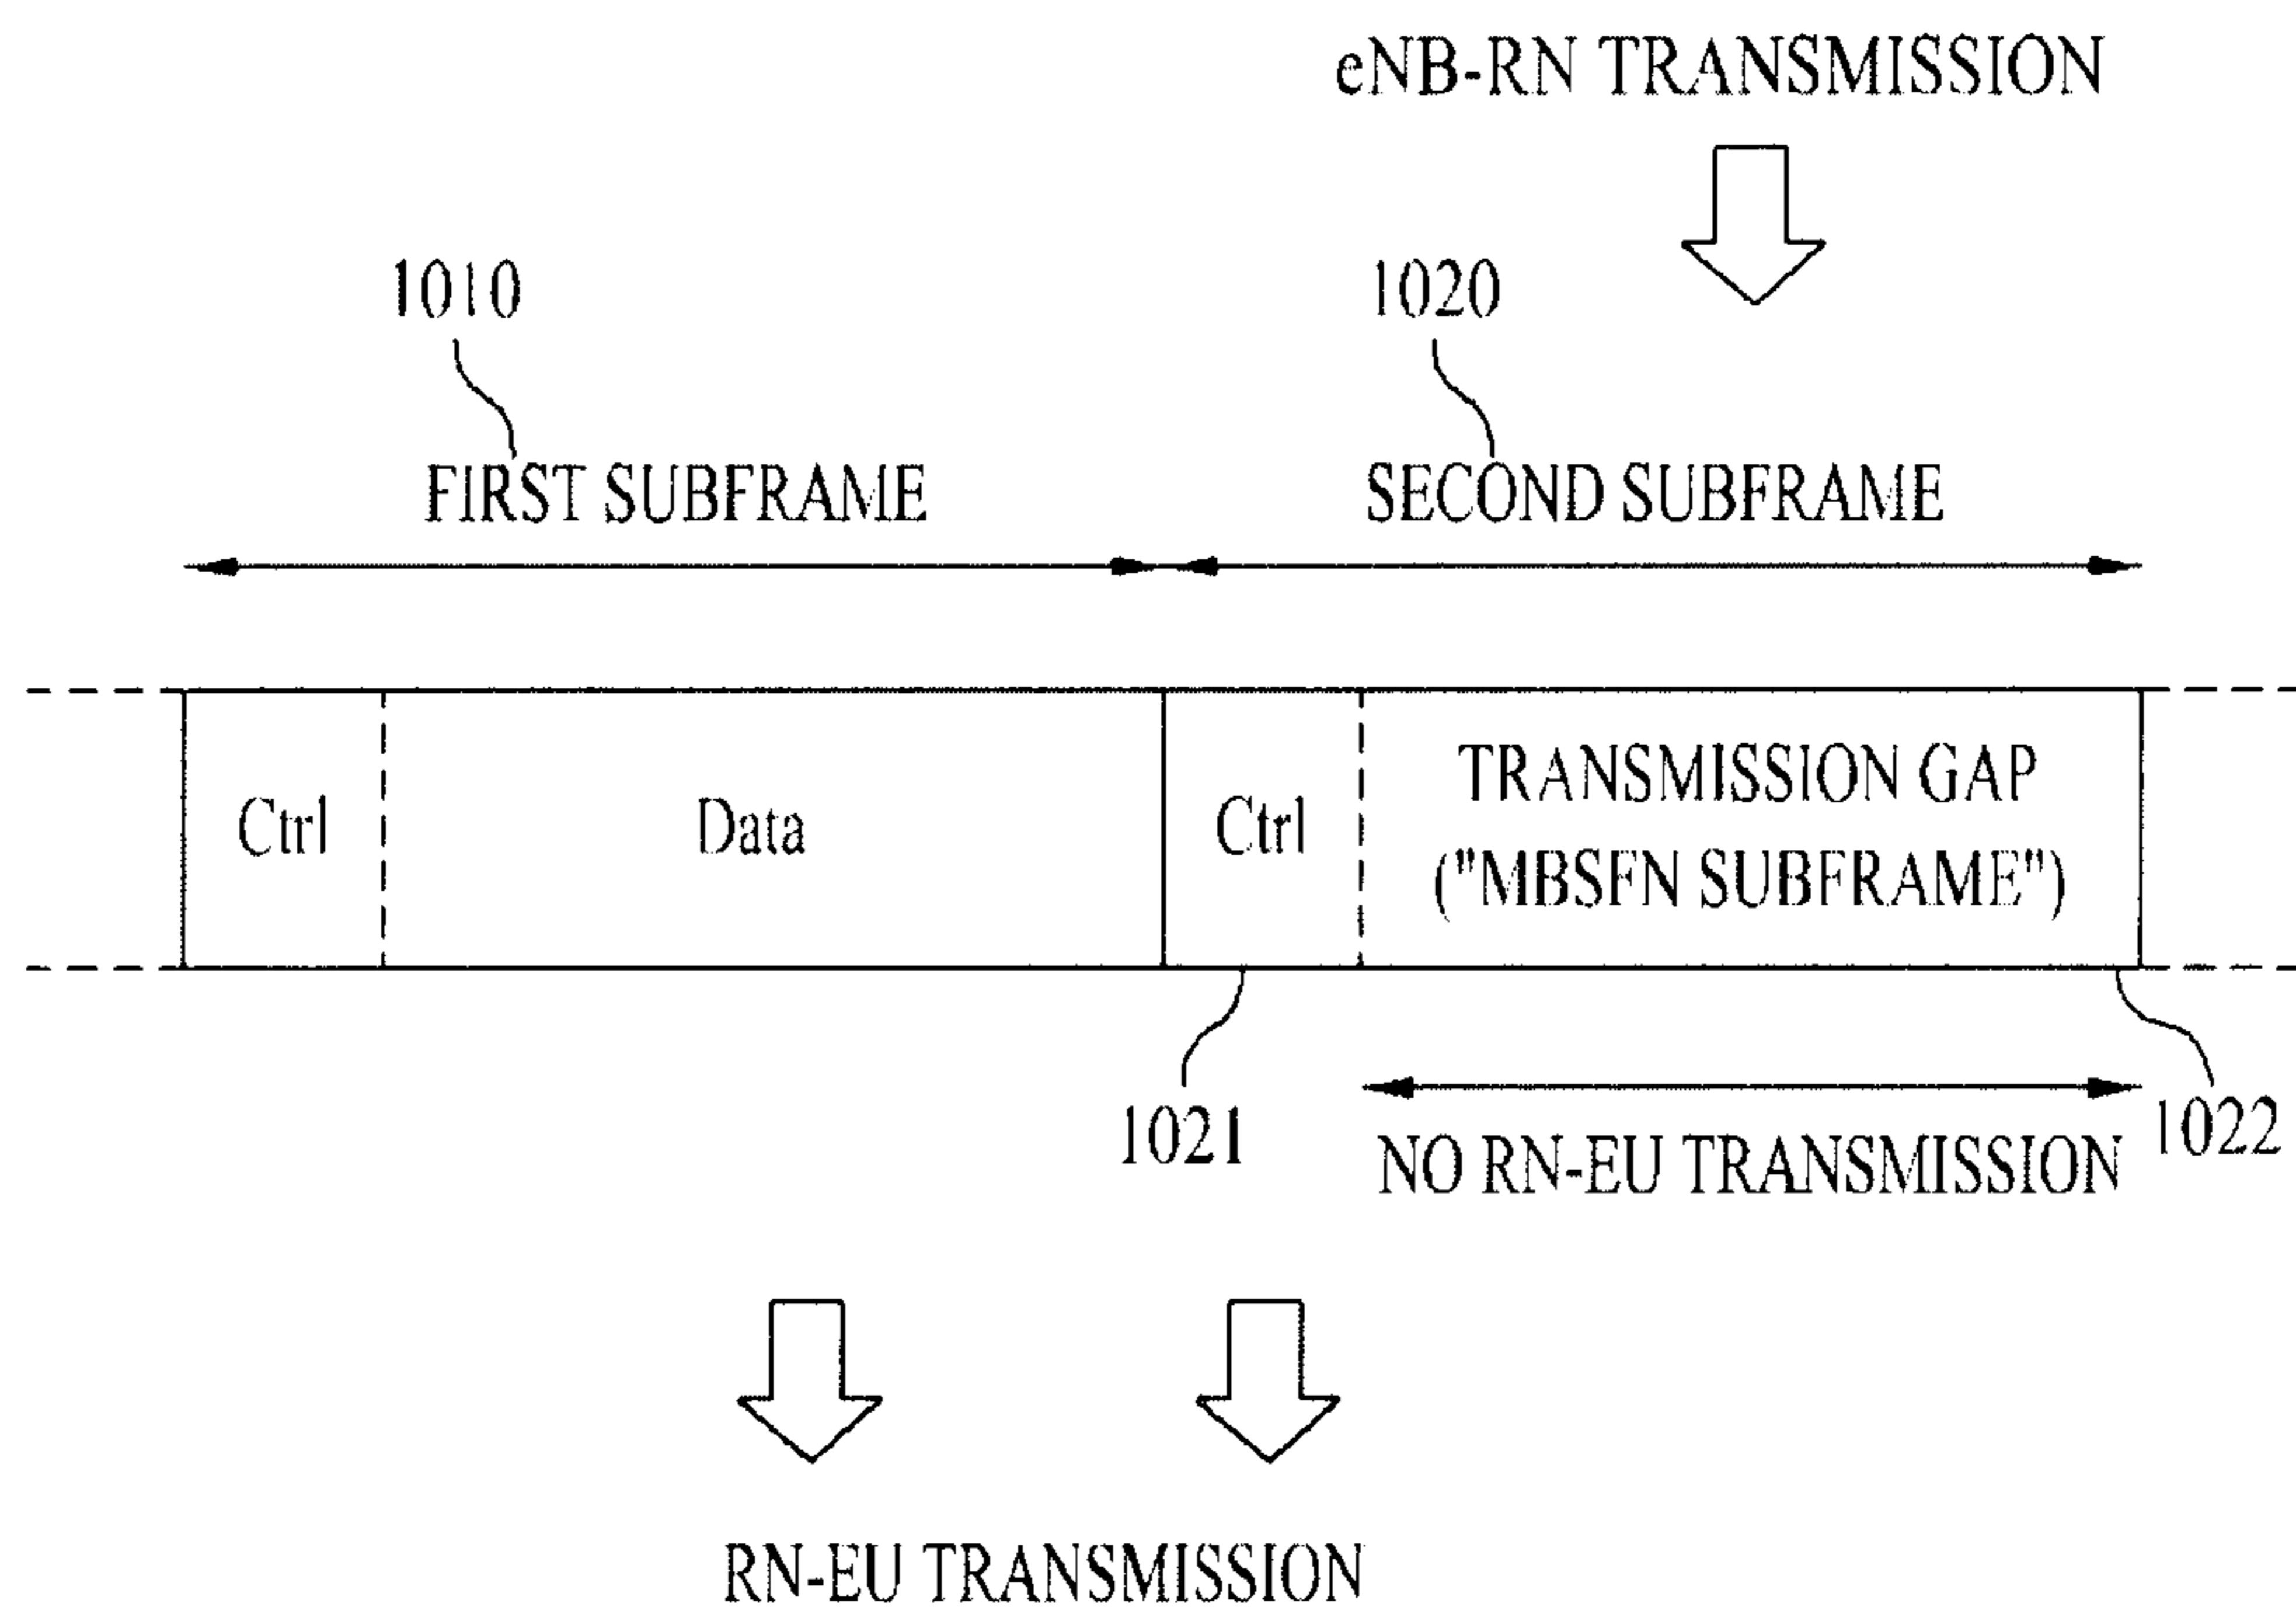 eNB-RN TRANSMISSION
1010
1020
FIRST SUBFRAME
SECOND SUBFRAME
Ctrl
Data
Ctrl
TRANSMISSION GAP
("MBSFN SUBFRAME")
1021
1022
NO RN-EU TRANSMISSION
RN-EU TRANSMISSION